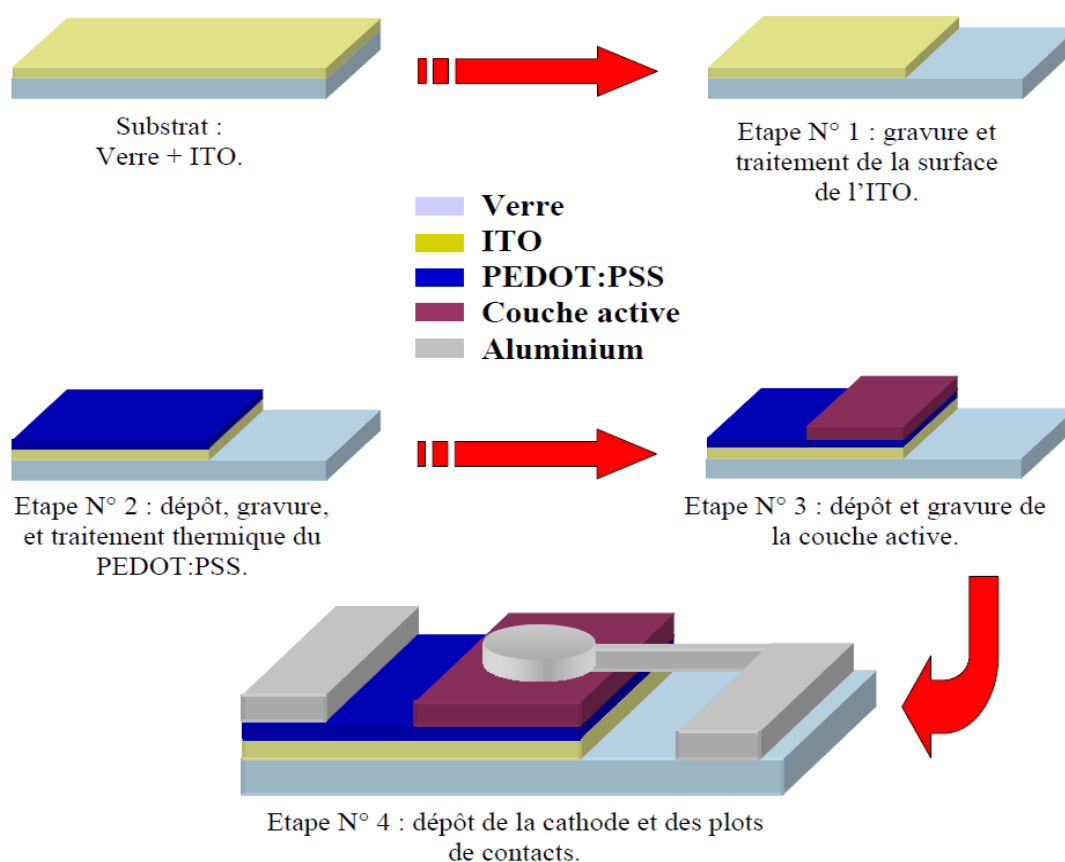 Substrat :
Verre + ITO.
Etape N° 1 : gravure et
traitement de la surface
de l’ITO.
Verre
ITO
PEDOT:PSS
Couche active
Aluminium
Etape N° 2 : dépôt, gravure,
et traitement thermique du
PEDOT:PSS.
Etape N° 3 : dépôt et gravure de
la couche active.
Etape N° 4 : dépôt de la cathode et des plots
de contacts.